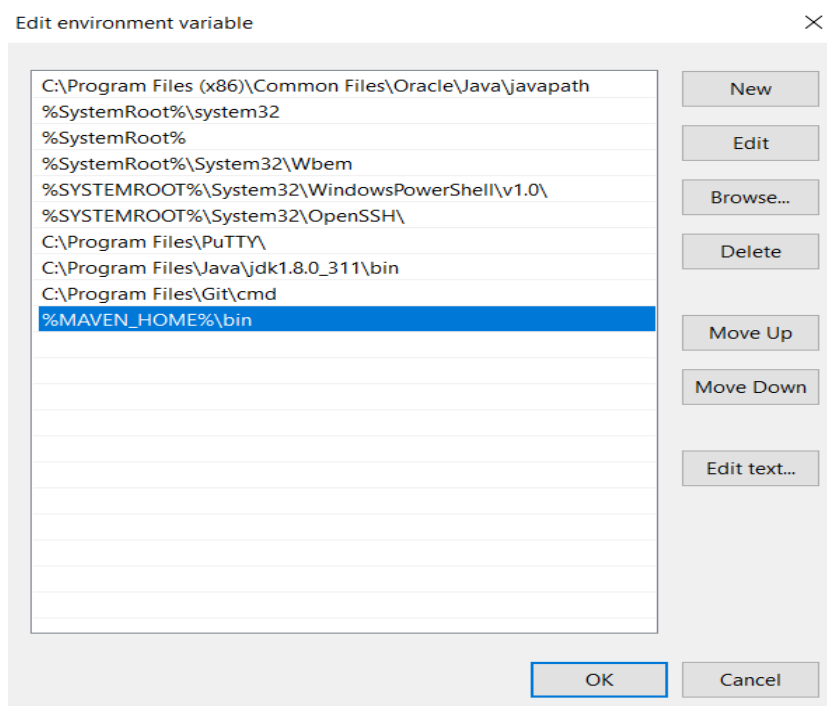 Edit environment variable
C:\Program Files (x86)\Common Files\Oracle\Java\javapath
%SystemRoot%\system32
%SystemRoot%
%SystemRoot%\System32\Wbem
%SYSTEMROOT%\System32\WindowsPowerShell\v1.0\
%SYSTEMROOT%\System32\OpenSSH\
C:\Program Files\PuTTY\
C:\Program Files\Java\jdk1.8.0_311\bin
C:\Program Files\Git\cmd
%MAVEN_HOME%\bin
New
Edit
Browse...
Delete
Move Up
Move Down
Edit text...
OK
Cancel